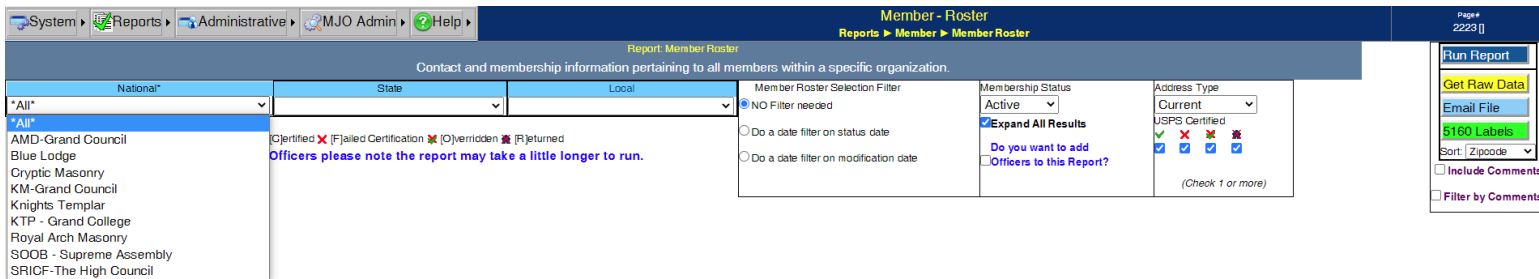 System Reports Administrative MJO Admin Help
Member - Roster
Reports ► Member ► Member Roster
Page#
2223 []
Report: Member Roster
Contact and membership information pertaining to all members within a specific organization.
National* State Local
*All*
*All*
AMD-Grand Council
Blue Lodge
Cryptic Masonry
KM-Grand Council
Knights Templar
KTP - Grand College
Royal Arch Masonry
SOOB - Supreme Assembly
SRICF-The High Council
[C]ertified [F]ailed Certification [O]verridden [R]eturned
Officers please note the report may take a little longer to run.
Member Roster Selection Filter
NO Filter needed
Do a date filter on status date
Do a date filter on modification date
Membership Status
Active
Expand All Results
Do you want to add
Officers to this Report?
Address Type
Current
USPS Certified
(Check 1 or more)
Run Report
Get Raw Data
Email File
5160 Labels
Sort: Zipcode
Include Comments
Filter by Comments